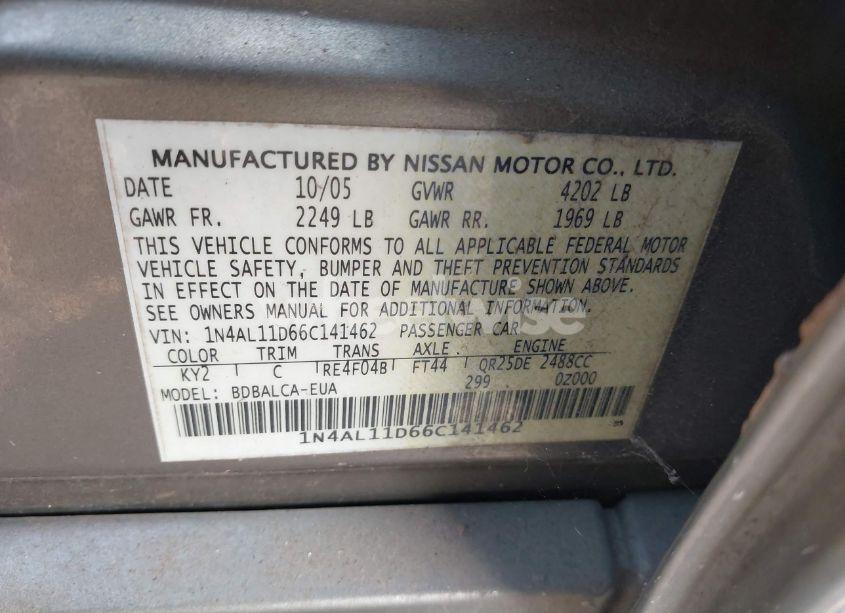 MANUFACTURED BY NISSAN MOTOR CO., LTD.
DATE 10/05 GVWR 4202 LB
GAWR FR. 2249 LB GAWR RR. 1969 LB
THIS VEHICLE CONFORMS TO ALL APPLICABLE FEDERAL MOTOR
VEHICLE SAFETY, BUMPER AND THEFT PREVENTION STANDARDS
IN EFFECT ON THE DATE OF MANUFACTURE SHOWN ABOVE.
SEE OWNERS MANUAL FOR ADDITIONAL INFORMATION.
VIN: 1N4AL11D66C141462 PASSENGER CAR
COLOR TRIM TRANS AXLE ENGINE
KY2 C RE4F04B FT44 QR25DE 2488CC
MODEL: BDBALCA-EUA 299 0Z000
1N4AL11D66C141462